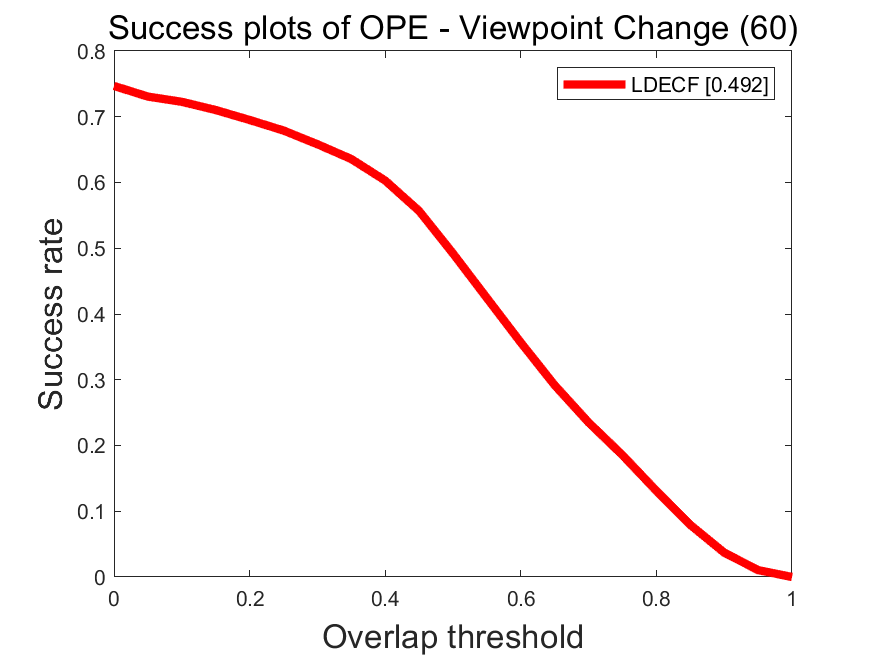 Success plots of OPE - Viewpoint Change (60)
LDECF [0.492]
Success rate
0.8
0.7
0.6
0.5
0.4
0.3
0.2
0.1
0
0 0.2 0.4 0.6 0.8 1
Overlap threshold